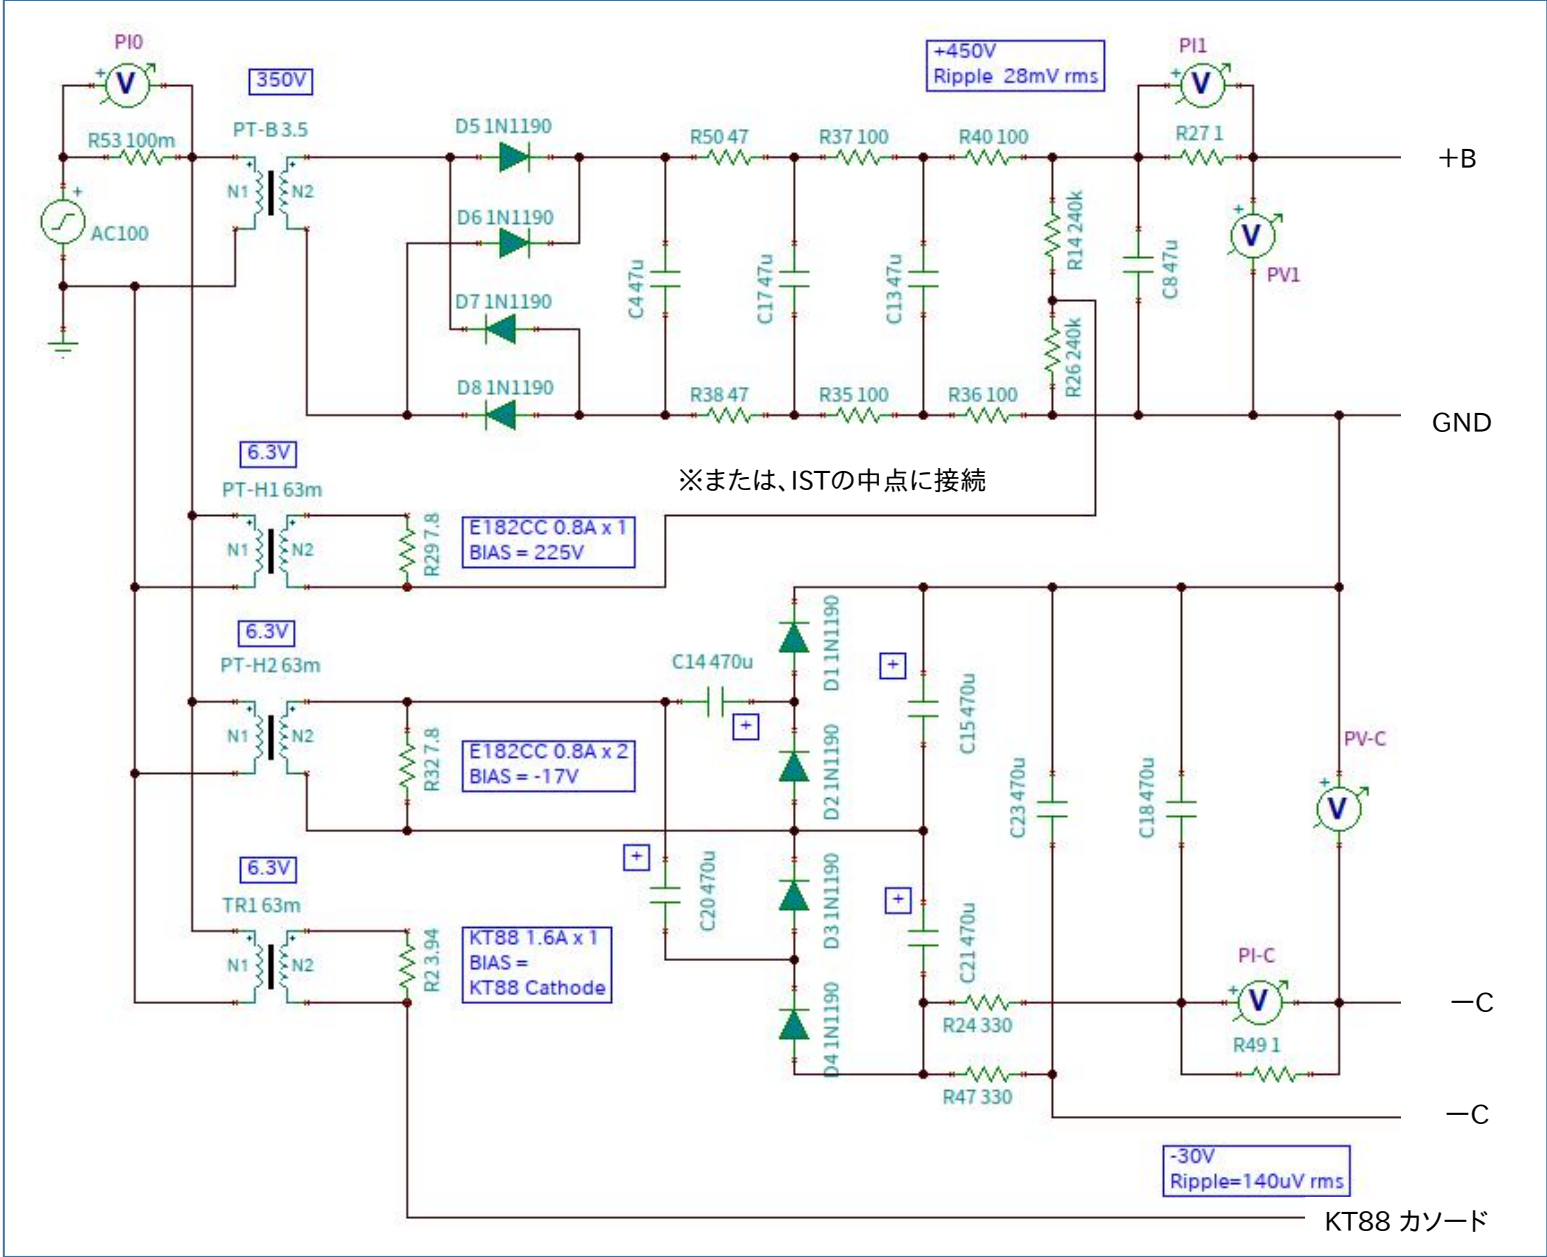 PI0
350V
R53 100m
PT-B 3.5
+
N1
N2
AC100
D5 1N1190
D6 1N1190
D7 1N1190
D8 1N1190
+450V
Ripple 28mV rms
PI1
+
V
R50 47
R37 100
R40 100
R27 1
+B
C4 47u
C17 47u
C13 47u
R14 240k
R26 240k
C8 47u
+
V
PV1
R38 47
R35 100
R36 100
GND
+
V
6.3V
PT-H1 63m
N1
N2
R29 7.8
E182CC 0.8A x 1
BIAS = 225V
※または、ISTの中点に接続
6.3V
PT-H2 63m
N1
N2
R32 7.8
E182CC 0.8A x 2
BIAS = -17V
C14 470u
+
D1 1N1190
D2 1N1190
+
C15 470u
C23 470u
C18 470u
PV-C
+
V
6.3V
TR1 63m
N1
N2
R2 3.94
KT88 1.6A x 1
BIAS =
KT88 Cathode
+
C20 470u
D3 1N1190
D4 1N1190
+
C21 470u
R24 330
R47 330
PI-C
+
V
R49 1
ーC
ーC
-30V
Ripple=140uV rms
KT88 カソード